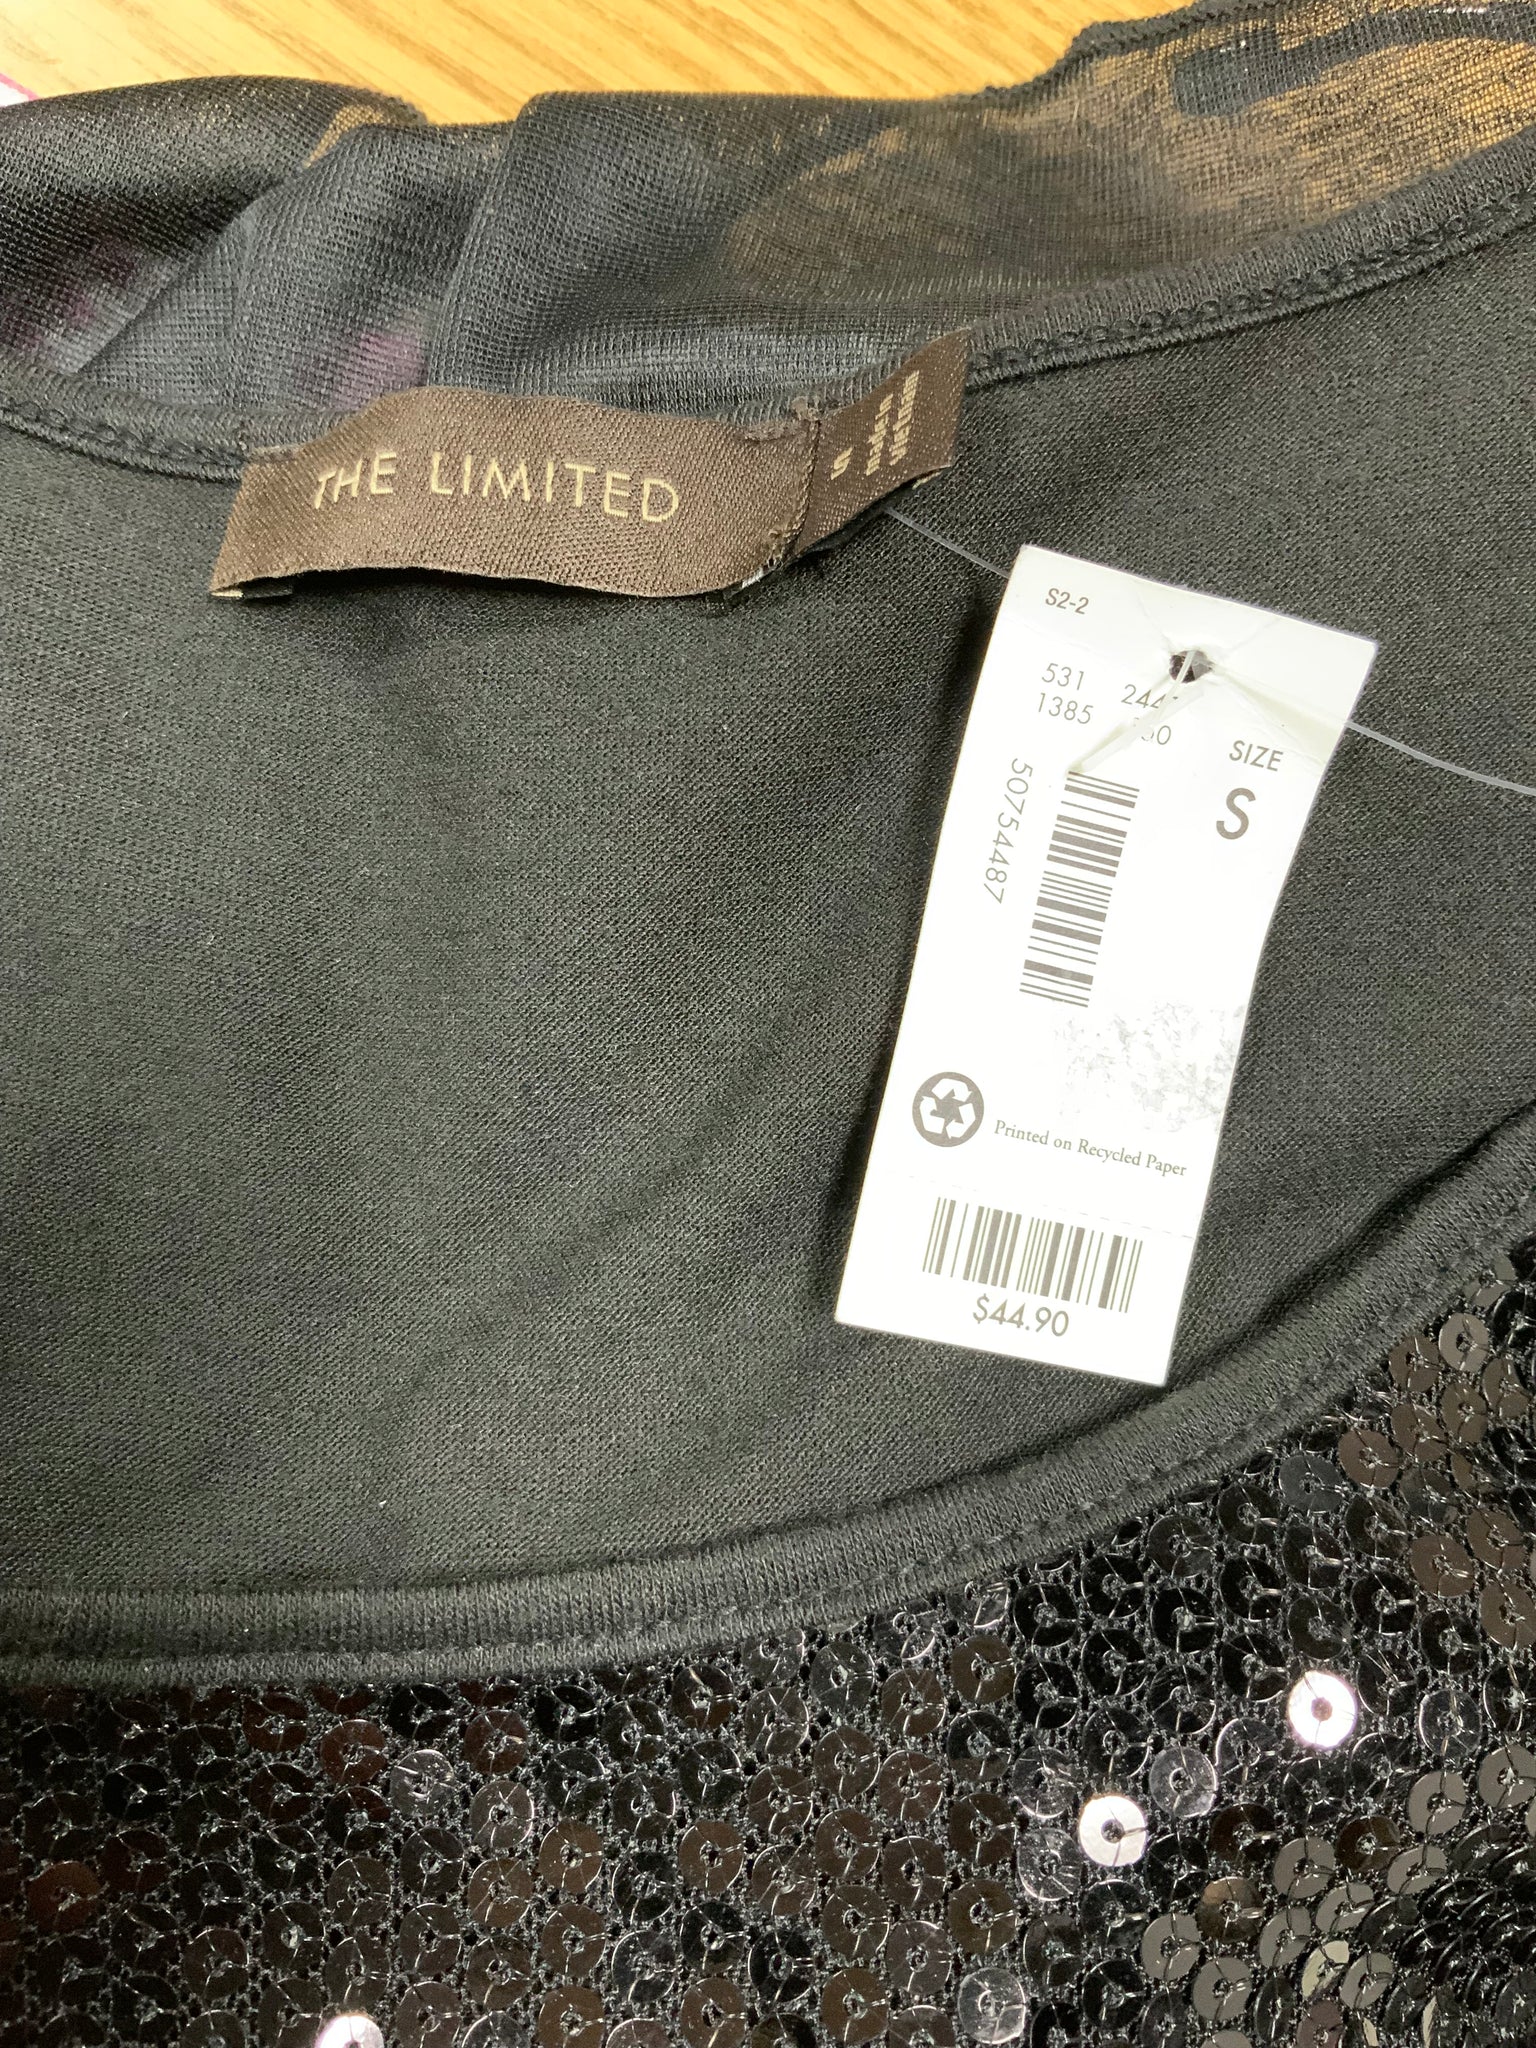 THE LIMITED
S
S2-2
531
1385
SIZE
S
50754487
Printed on Recycled Paper
$44.90